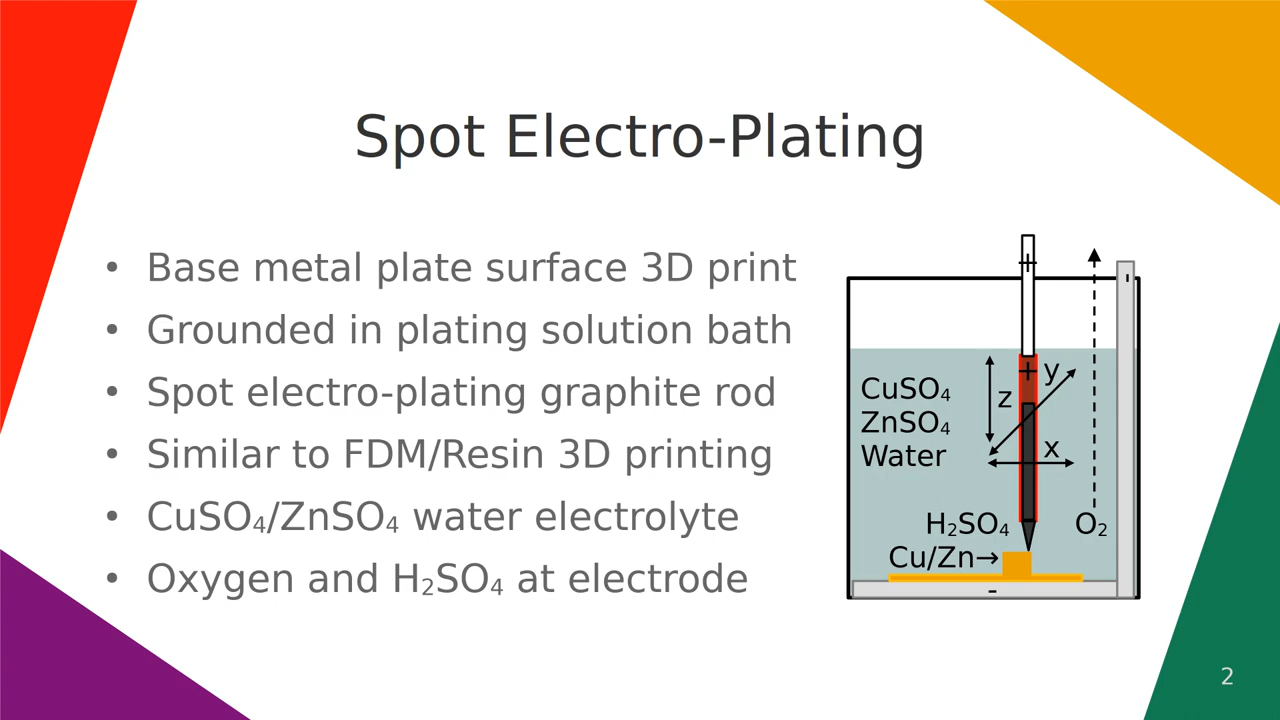 Spot Electro-Plating
• Base metal plate surface 3D print
• Grounded in plating solution bath
• Spot electro-plating graphite rod
• Similar to FDM/Resin 3D printing
• CuSO₄/ZnSO₄ water electrolyte
• Oxygen and H₂SO₄ at electrode
+
-
+
y
z
x
CuSO₄
ZnSO₄
Water
H₂SO₄
O₂
Cu/Zn→
-
2